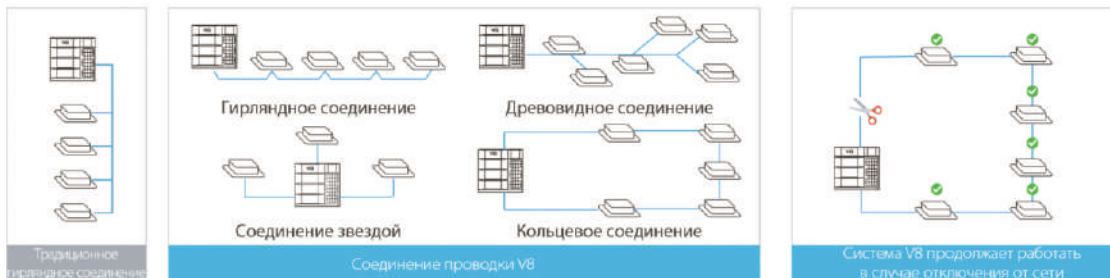 Традиционное
гирляндное соединение
Гирляндное соединение
Древовидное соединение
Соединение звездой
Кольцевое соединение
Соединение проводки V8
Система V8 продолжает работать
в случае отключения от сети